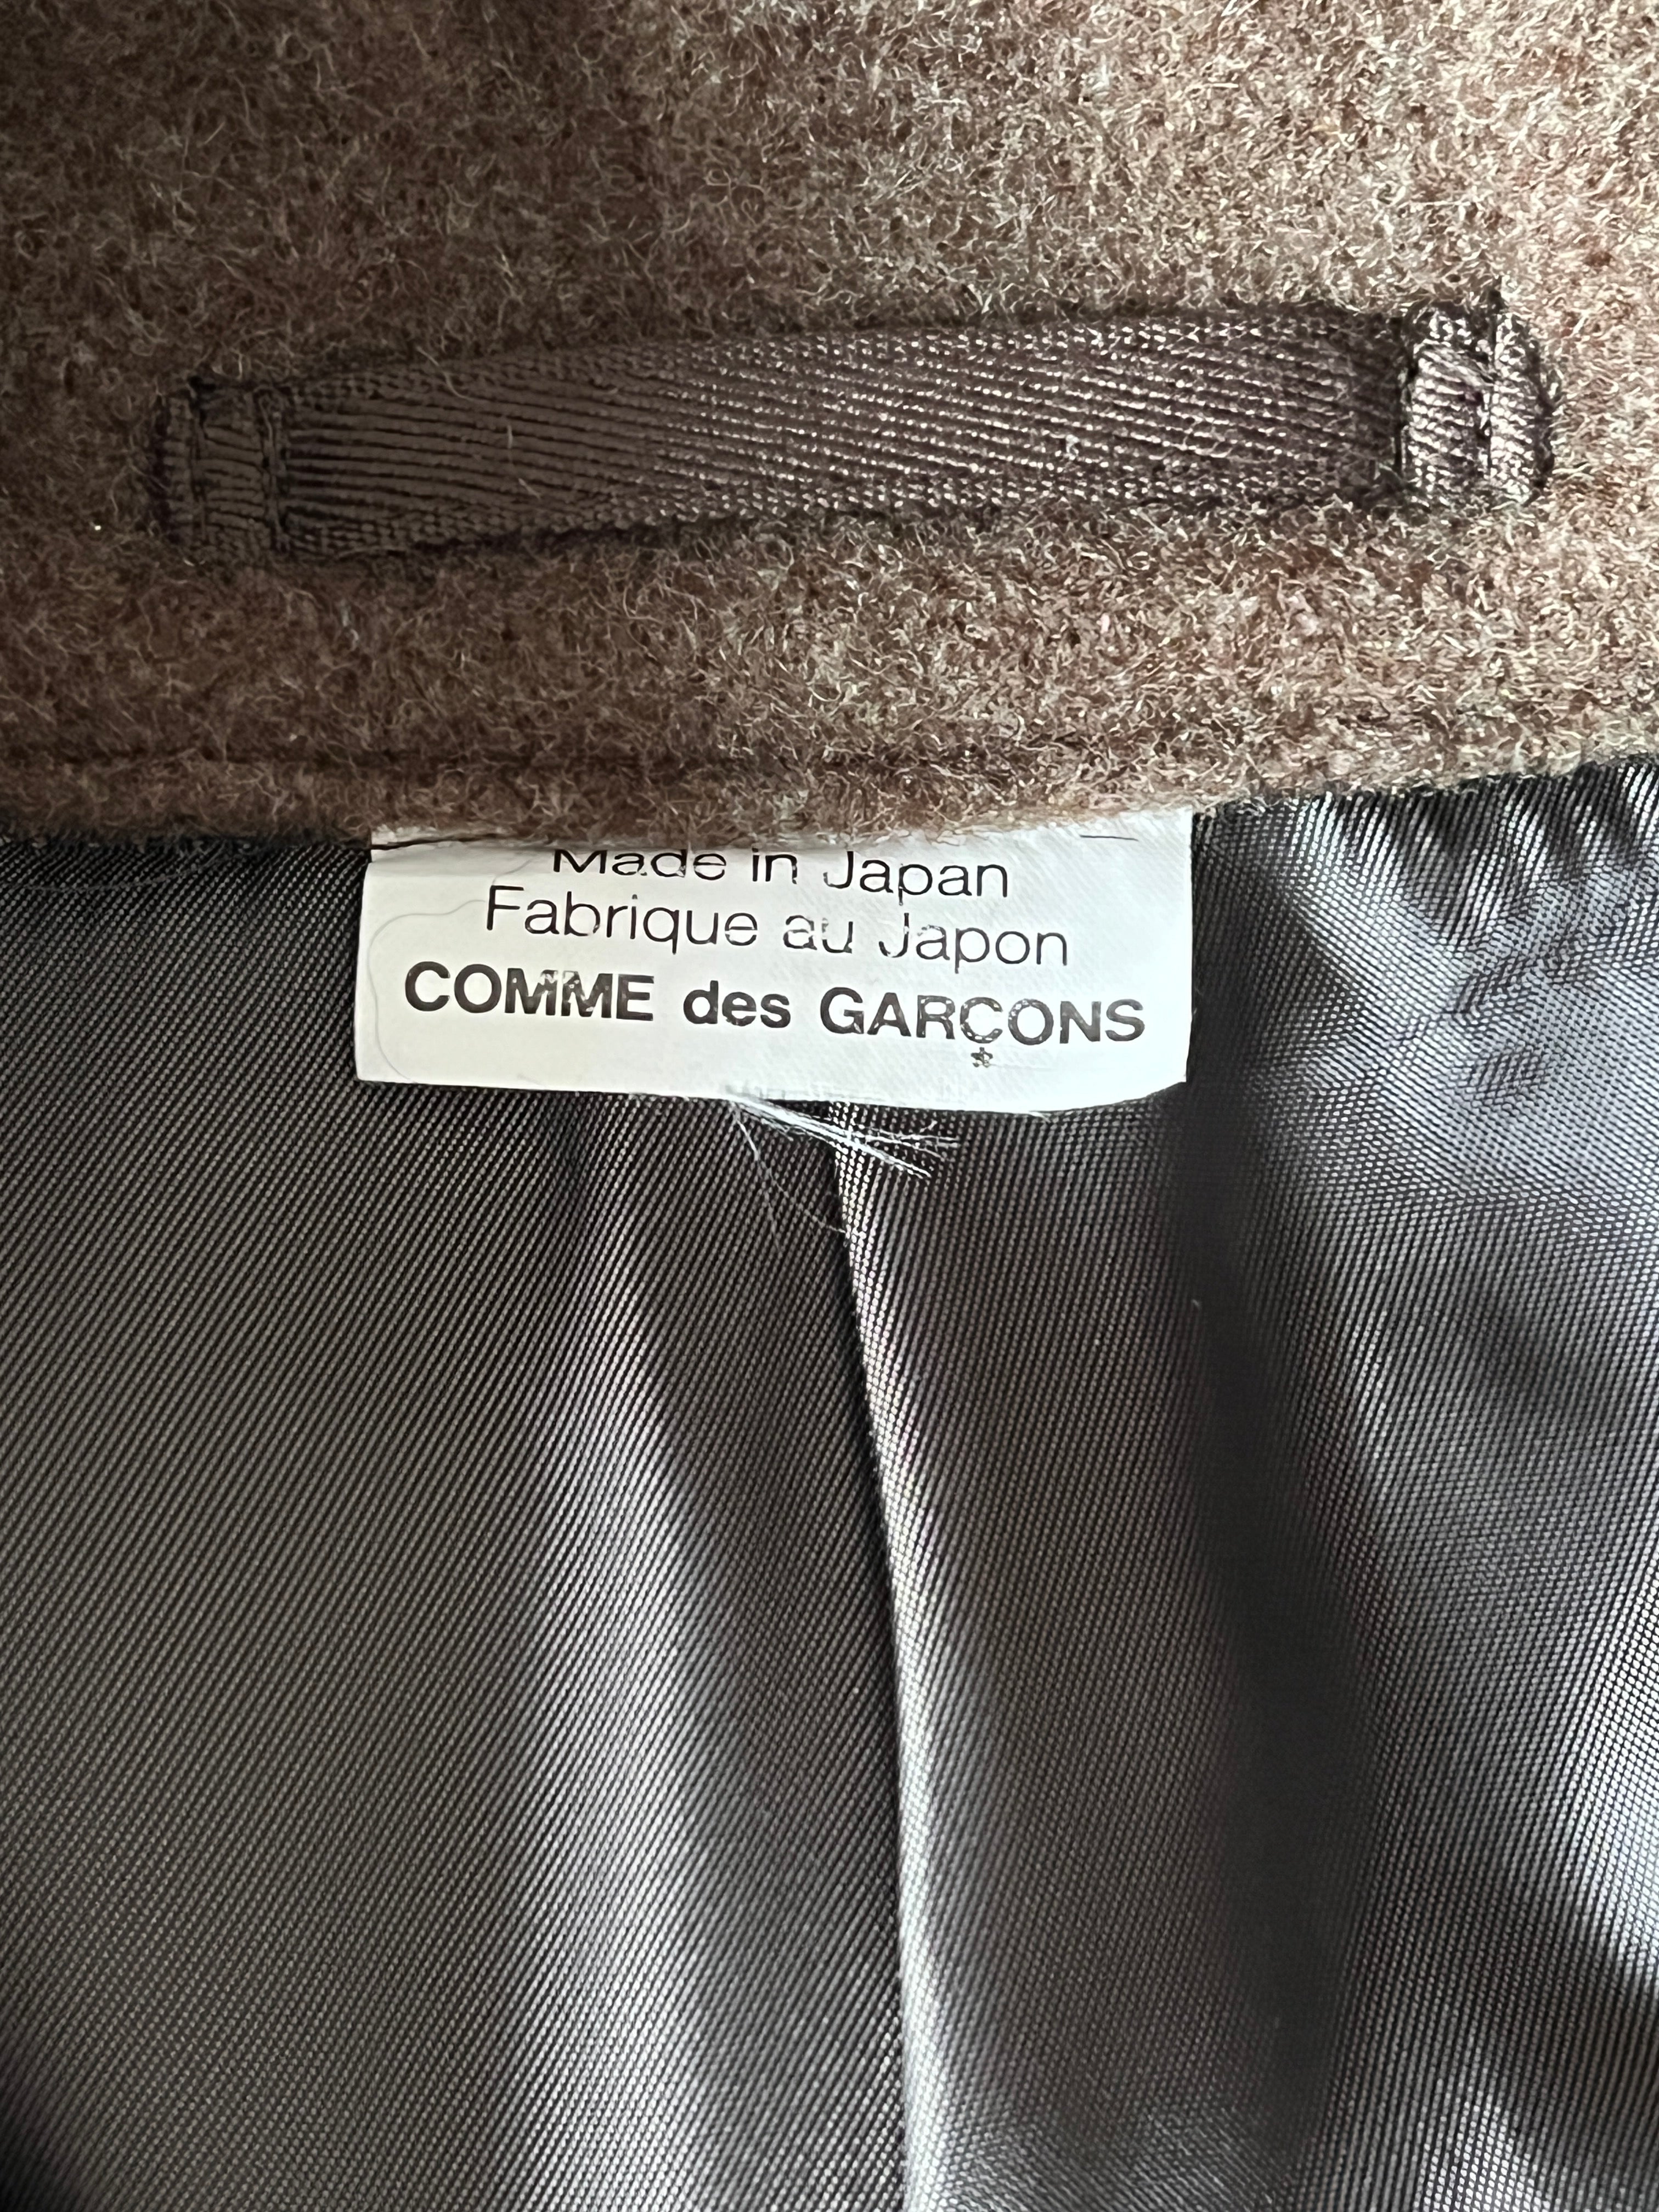 Made in Japan
Fabrique au Japon
COMME des GARÇONS